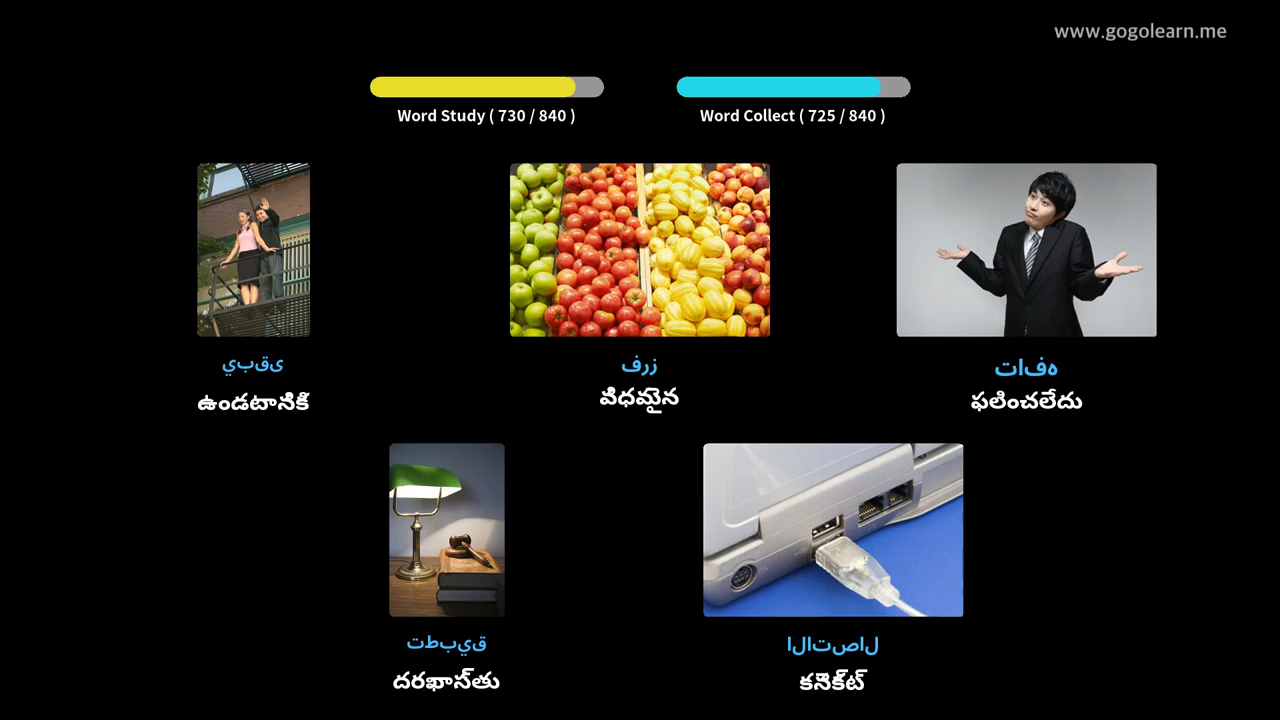 www.gogolearn.me
Word Study ( 730 / 840 )
Word Collect ( 725 / 840 )
يبقى
فرز
تافه
ఉండటానికి
విధమైన
ఫలించలేదు
تطبيق
الاتصال
దరఖాస్తు
కనెక్ట్